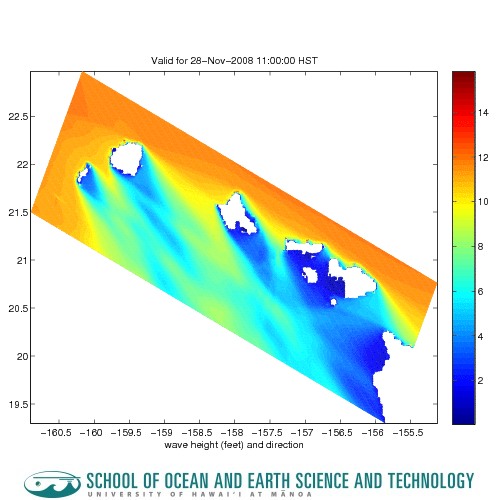 Valid for 28-Nov-2008 11:00:00 HST
22.5
22
21.5
21
20.5
20
19.5
-160.5 -160 -159.5 -159 -158.5 -158 -157.5 -157 -156.5 -156 -155.5
wave height (feet) and direction
14
12
10
8
6
4
2
SCHOOL OF OCEAN AND EARTH SCIENCE AND TECHNOLOGY
UNIVERSITY OF HAWAI'I AT MĀNOA